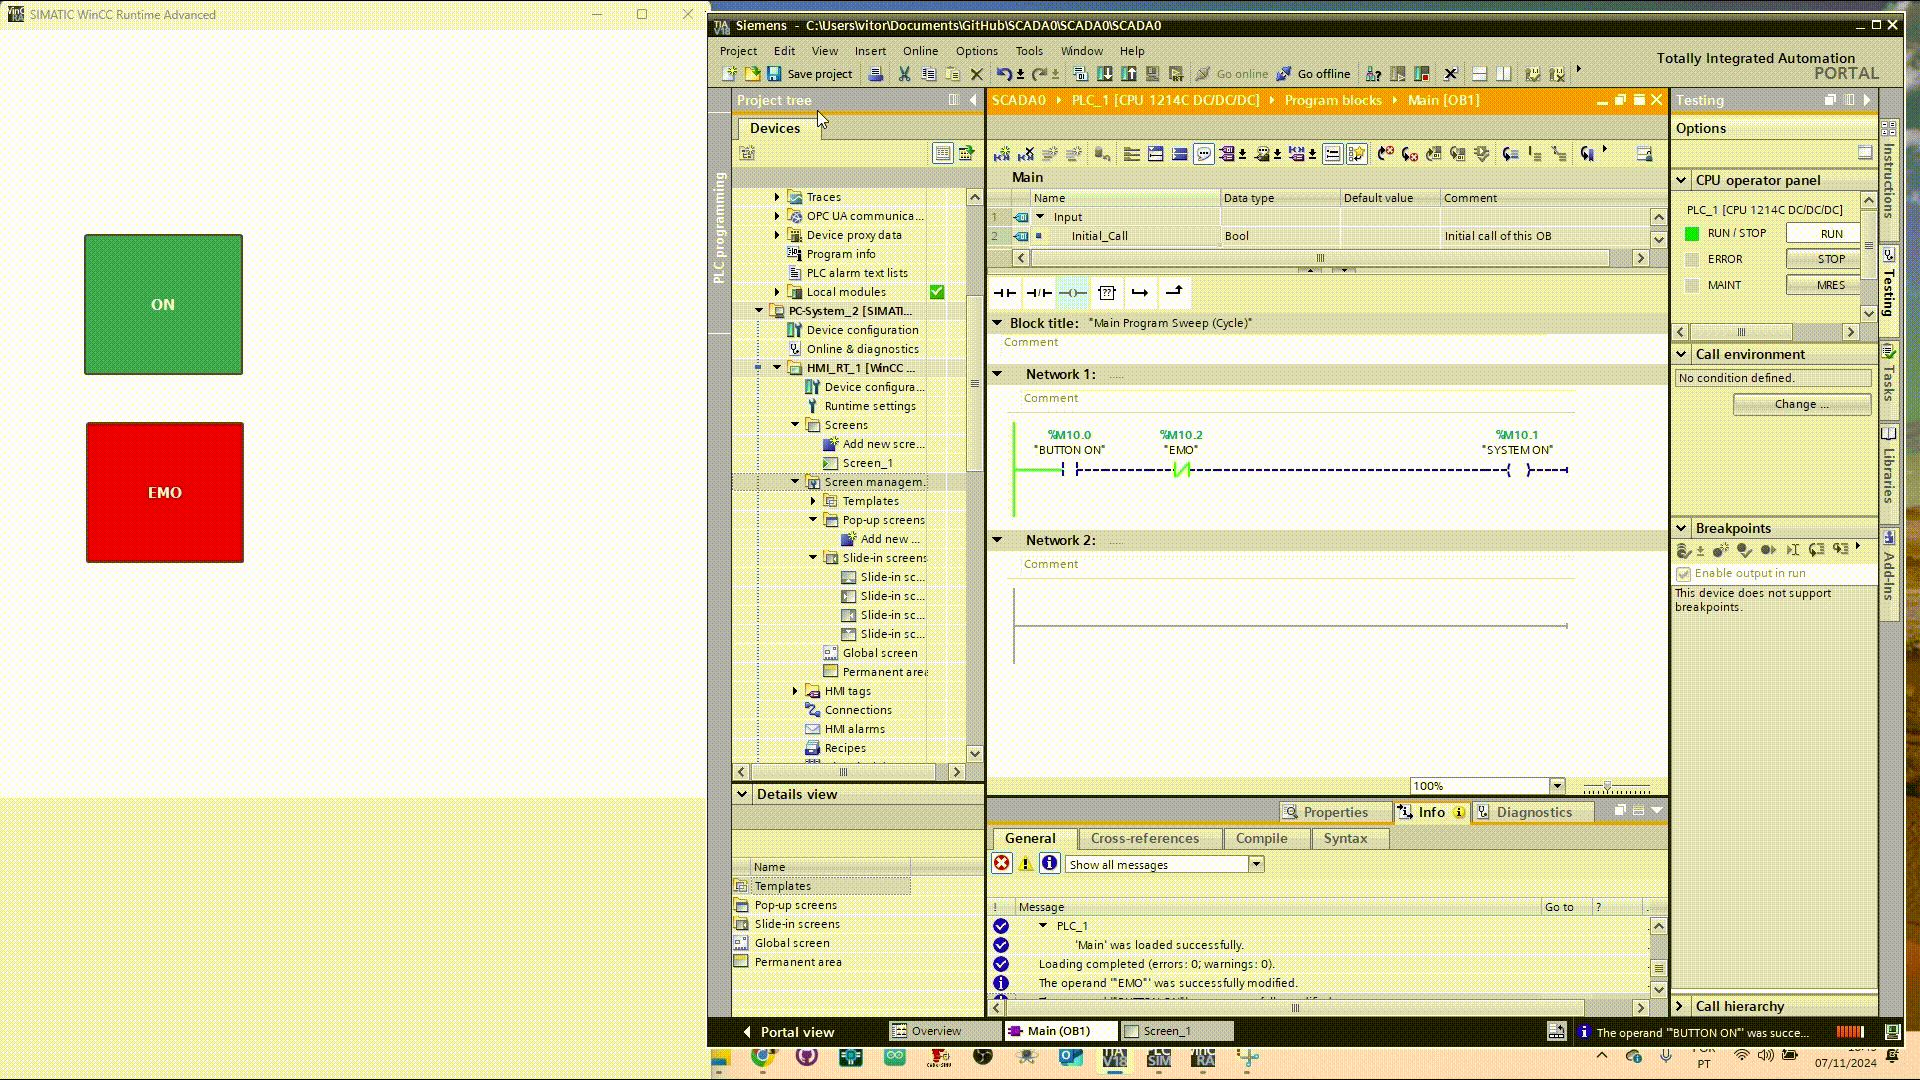 SIMATIC WinCC Runtime Advanced
ON
EMO
Siemens - C:\Users\vitor\Documents\GitHub\SCADA0\SCADA0\SCADA0
Project Edit View Insert Online Options Tools Window Help
Totally Integrated Automation
PORTAL
Save project
Go online
Go offline
Project tree
Devices
PLC programming
Traces
OPC UA communica...
Device proxy data
Program info
PLC alarm text lists
Local modules
PC-System_2 [SIMATI...
Device configuration
Online & diagnostics
HMI_RT_1 [WinCC ...
Device configura...
Runtime settings
Screens
Add new scre...
Screen_1
Screen managem.
Templates
Pop-up screens
Add new ...
Slide-in screens
Slide-in sc...
Slide-in sc...
Slide-in sc...
Slide-in sc...
Global screen
Permanent area
HMI tags
Connections
HMI alarms
Recipes
Details view
Name
Templates
Pop-up screens
Slide-in screens
Global screen
Permanent area
SCADA0 PLC_1 [CPU 1214C DC/DC/DC] Program blocks Main [OB1]
Main
Name Data type Default value Comment
1 Input
2 Initial_Call Bool Initial call of this OB
Block title: "Main Program Sweep (Cycle)"
Comment
Network 1: .....
Comment
%M10.0 %M10.2 %M10.1
"BUTTON ON" "EMO" "SYSTEM ON"
Network 2: .....
Comment
100%
Properties Info Diagnostics
General Cross-references Compile Syntax
Show all messages
! Message Go to ?
PLC_1
'Main' was loaded successfully.
Loading completed (errors: 0; warnings: 0).
The operand '"EMO"' was successfully modified.
Testing
Options
CPU operator panel
PLC_1 [CPU 1214C DC/DC/DC]
RUN / STOP RUN
ERROR STOP
MAINT MRES
Call environment
No condition defined.
Change ...
Breakpoints
Enable output in run
This device does not support
breakpoints.
Call hierarchy
Instructions
Testing
Tasks
Libraries
Add-Ins
Portal view
Overview
Main (OB1)
Screen_1
The operand '"BUTTON ON"' was succe...
PT
07/11/2024